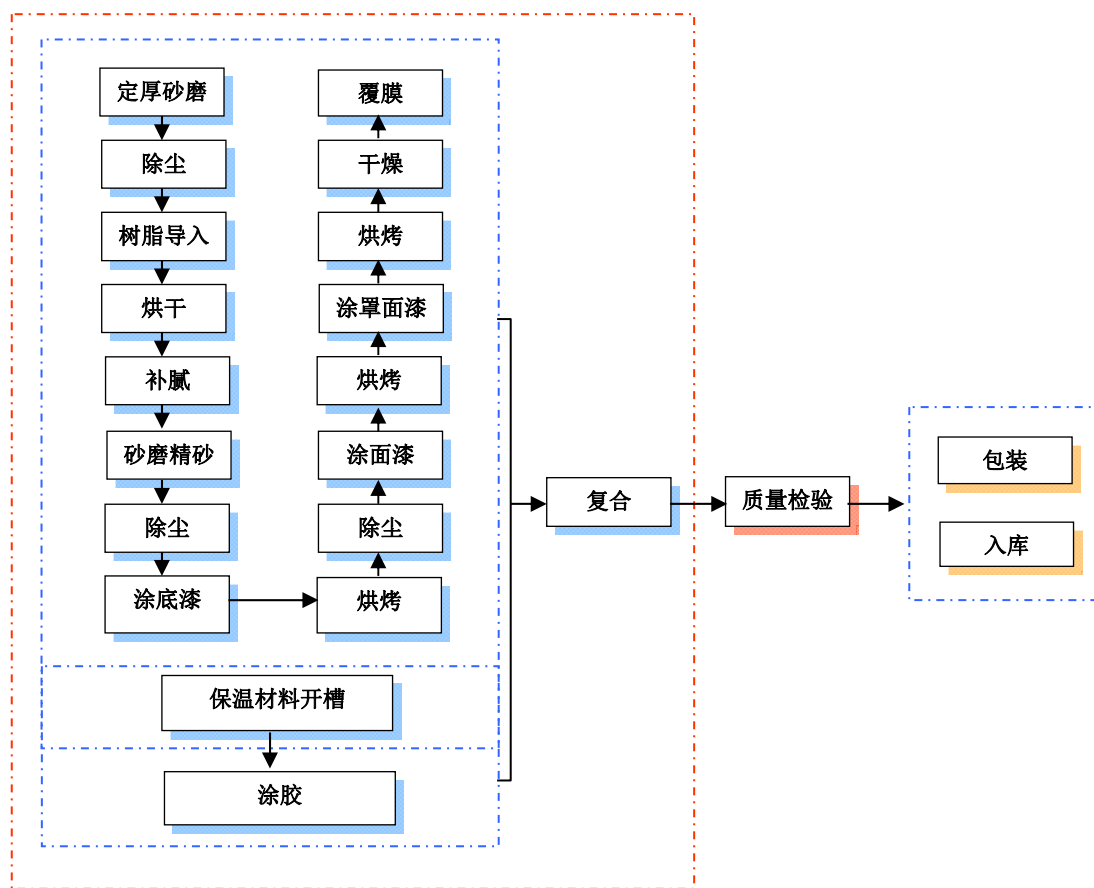 定厚砂磨
除尘
树脂导入
烘干
补腻
砂磨精砂
除尘
涂底漆
烘烤
除尘
涂面漆
烘烤
涂罩面漆
烘烤
干燥
覆膜
保温材料开槽
涂胶
复合
质量检验
包装
入库